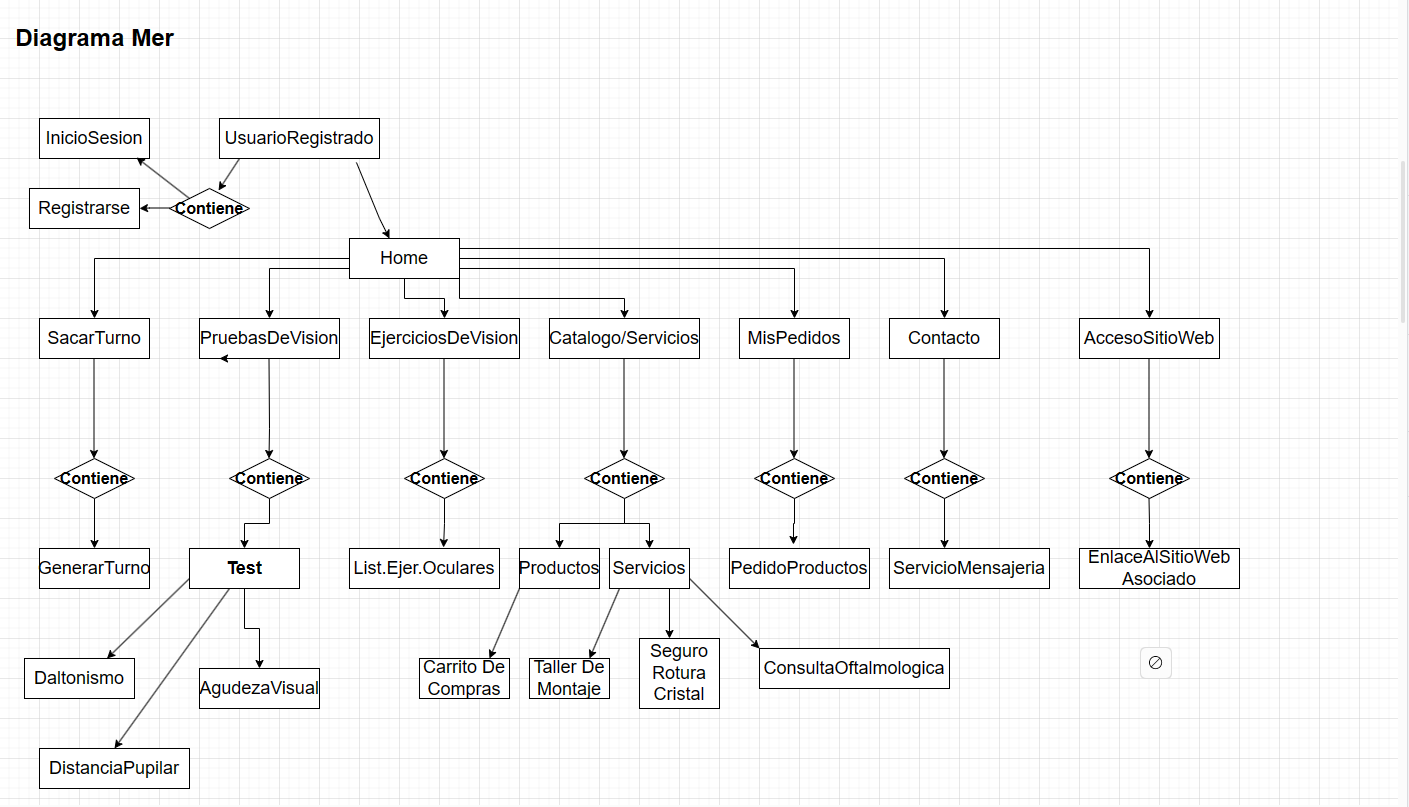 Diagrama Mer
InicioSesion
UsuarioRegistrado
Registrarse
Contiene
Home
SacarTurno
PruebasDeVision
EjerciciosDeVision
Catalogo/Servicios
MisPedidos
Contacto
AccesoSitioWeb
Contiene
Contiene
Contiene
Contiene
Contiene
Contiene
Contiene
GenerarTurno
Test
List.Ejer.Oculares
Productos
Servicios
PedidoProductos
ServicioMensajeria
EnlaceAlSitioWeb
Asociado
Daltonismo
AgudezaVisual
Carrito De
Compras
Taller De
Montaje
Seguro
Rotura
Cristal
ConsultaOftalmologica
DistanciaPupilar